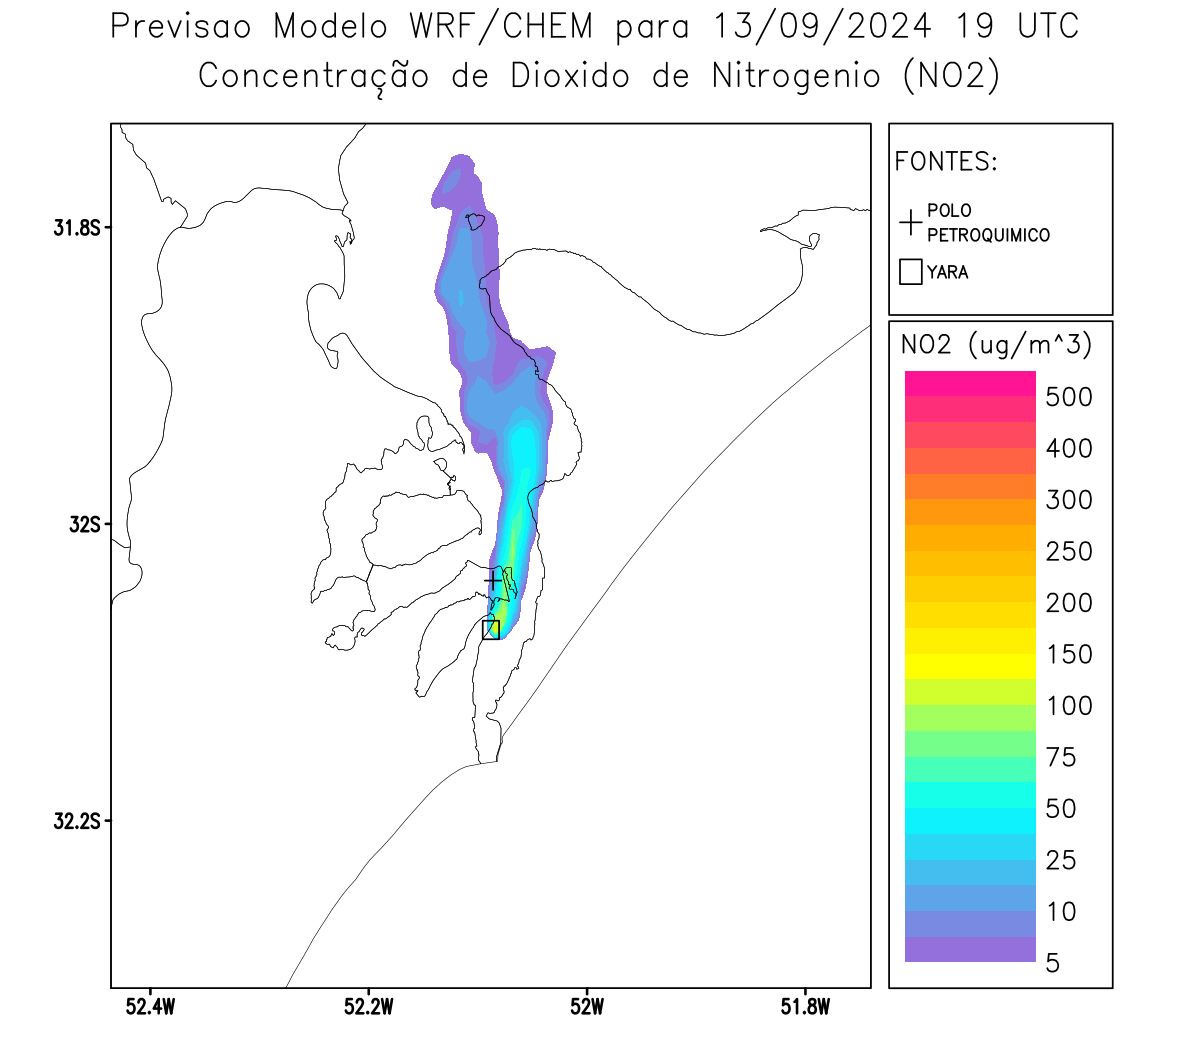 Previsao Modelo WRF/CHEM para 13/09/2024 19 UTC
Concentração de Dioxido de Nitrogenio (NO2)
FONTES:
POLO
PETROQUIMICO
YARA
NO2 (ug/m^3)
500
400
300
250
200
150
100
75
50
25
10
5
31.8S
32S
32.2S
52.4W
52.2W
52W
51.8W